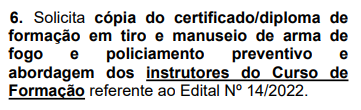 6. Solicita cópia do certificado/diploma de
formação em tiro e manuseio de arma de
fogo e policiamento preventivo e
abordagem dos instrutores do Curso de
Formação referente ao Edital Nº 14/2022.